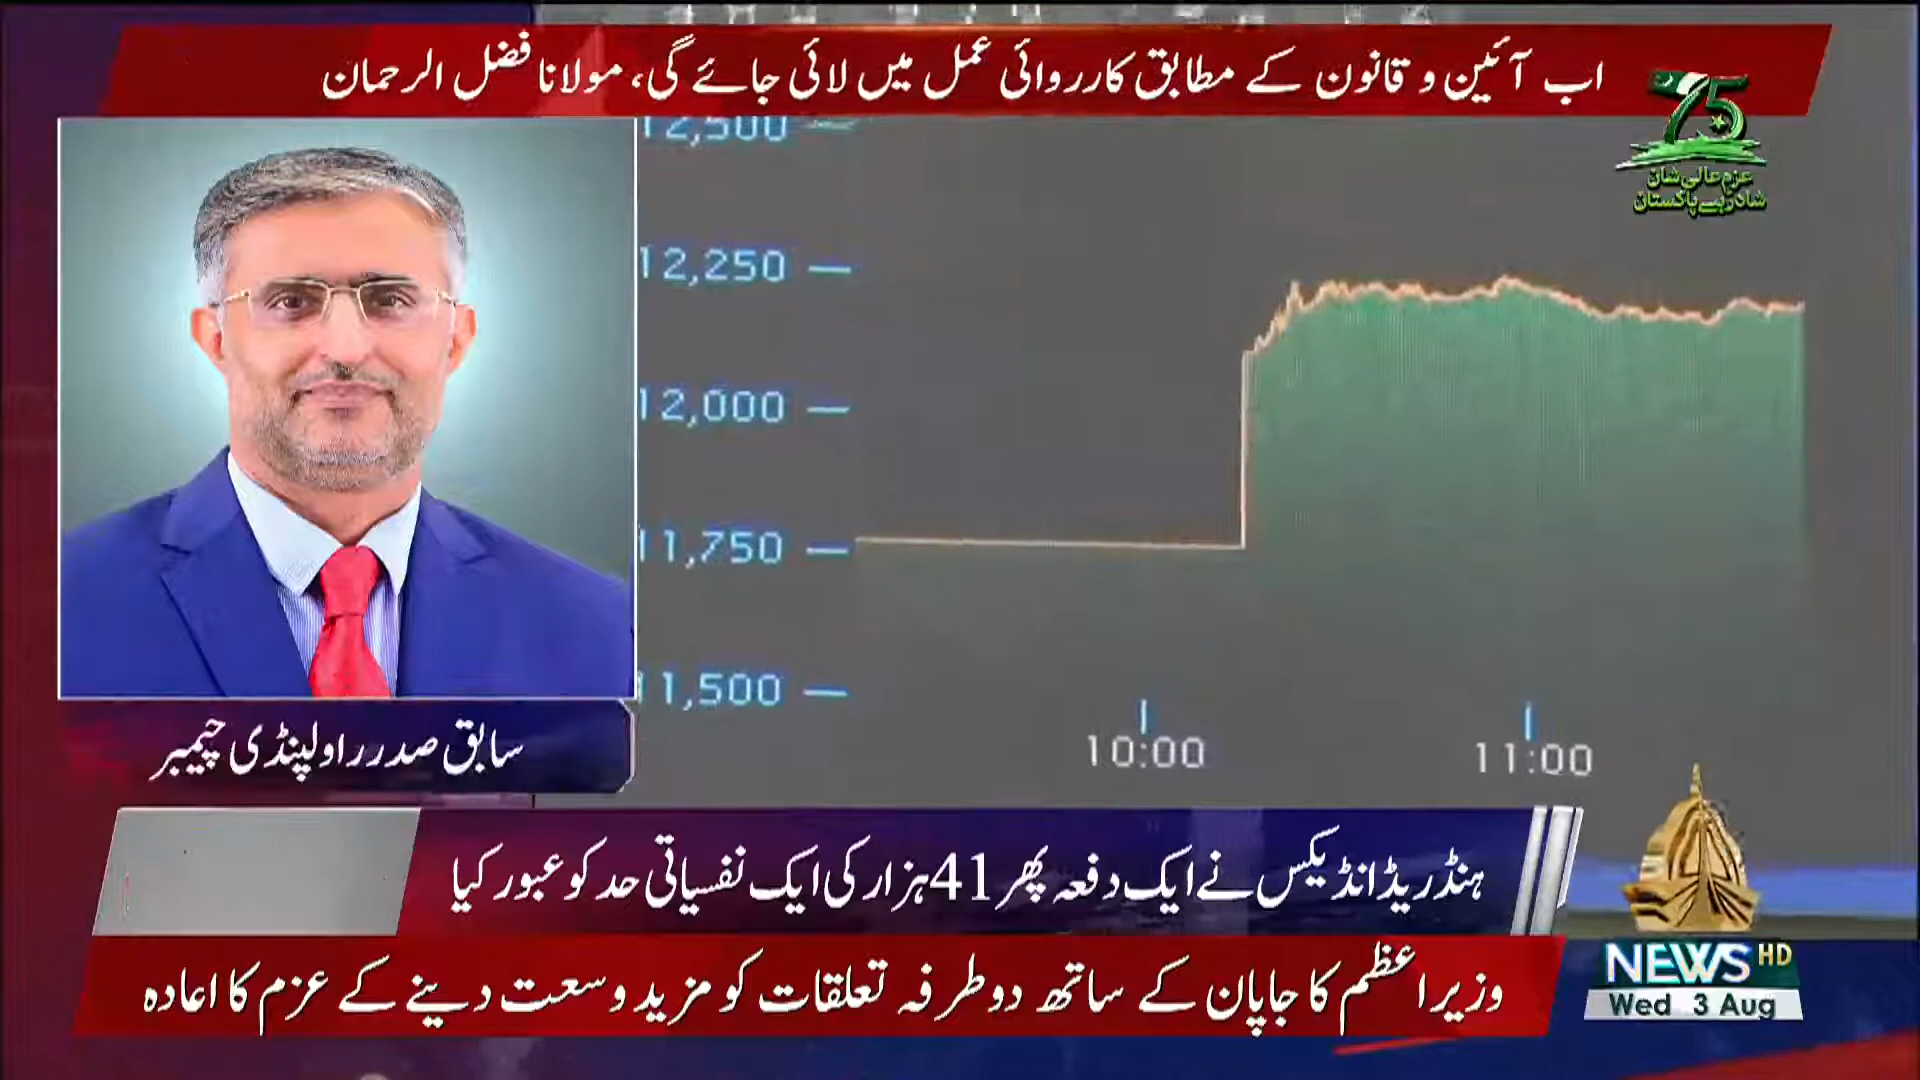 اب آئین و قانون کے مطابق کارروائی عمل میں لائی جائے گی، مولانا فضل الرحمان
75
عزم عالی شان
شاد رہے پاکستان
12,500
12,250
12,000
11,750
11,500
10:00
11:00
سابق صدر راولپنڈی چیمبر
ہنڈریڈ انڈیکس نے ایک دفعہ پھر 41 ہزار کی ایک نفسیاتی حد کو عبور کیا
وزیراعظم کا جاپان کے ساتھ دوطرفہ تعلقات کو مزید وسعت دینے کے عزم کا اعادہ
NEWS HD
Wed 3 Aug